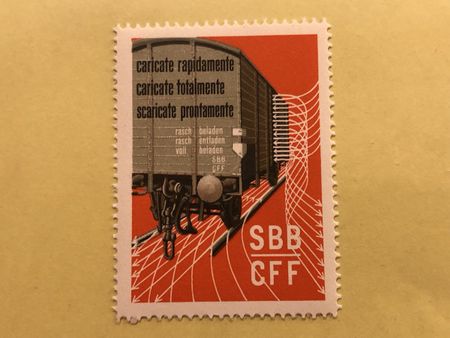 caricate rapidamente
caricate totalmente
scaricate prontamente
rasch beladen
rasch entladen
voll beladen
SBB
CFF
SBB
CFF